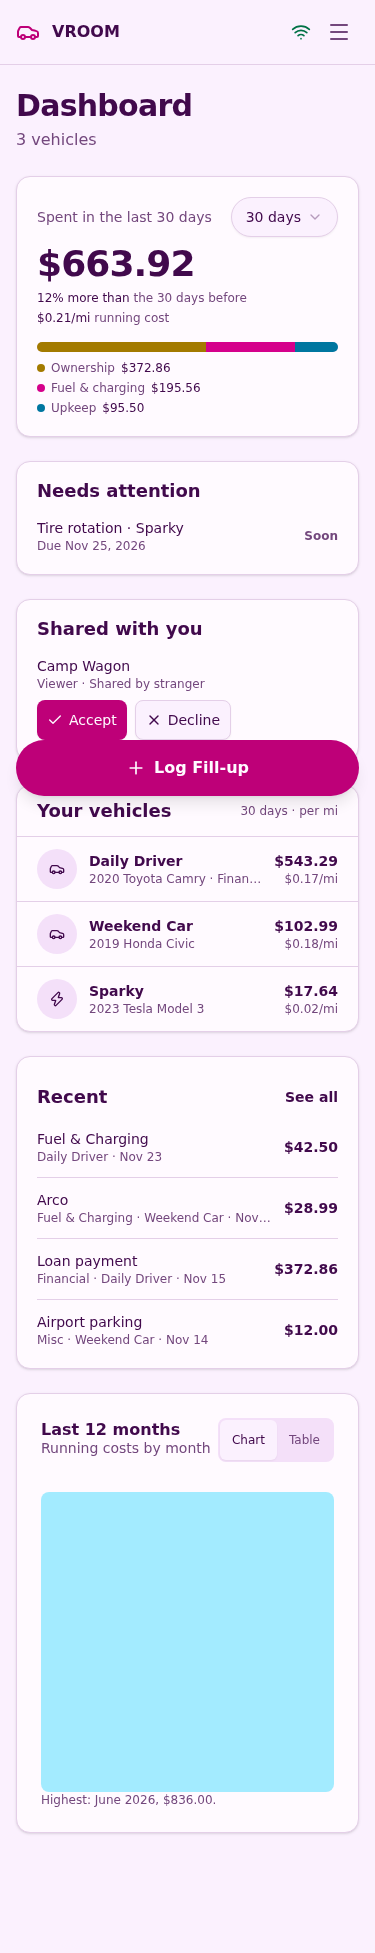 VROOM
Dashboard
3 vehicles
Spent in the last 30 days
30 days
$663.92
12% more than the 30 days before
$0.21/mi running cost
Ownership $372.86
Fuel & charging $195.56
Upkeep $95.50
Needs attention
Tire rotation · Sparky
Due Nov 25, 2026
Soon
Shared with you
Camp Wagon
Viewer · Shared by stranger
Accept
Decline
Log Fill-up
Your vehicles
30 days · per mi
Daily Driver
$543.29
2020 Toyota Camry · Finan...
$0.17/mi
Weekend Car
$102.99
2019 Honda Civic
$0.18/mi
Sparky
$17.64
2023 Tesla Model 3
$0.02/mi
Recent
See all
Fuel & Charging
Daily Driver · Nov 23
$42.50
Arco
Fuel & Charging · Weekend Car · Nov...
$28.99
Loan payment
Financial · Daily Driver · Nov 15
$372.86
Airport parking
Misc · Weekend Car · Nov 14
$12.00
Last 12 months
Running costs by month
Chart
Table
Highest: June 2026, $836.00.